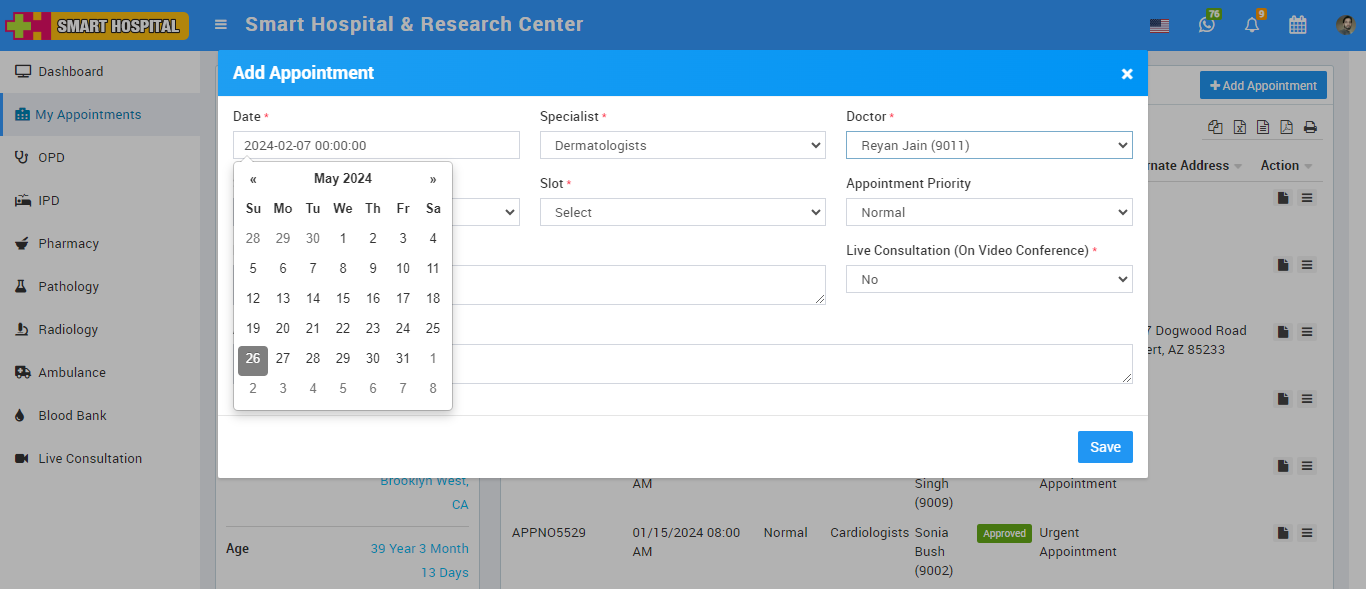 SMART HOSPITAL
Smart Hospital & Research Center
76
9
Dashboard
My Appointments
OPD
IPD
Pharmacy
Pathology
Radiology
Ambulance
Blood Bank
Live Consultation
Add Appointment
×
+ Add Appointment
Date *
Specialist *
Doctor *
2024-02-07 00:00:00
Dermatologists
Reyan Jain (9011)
Slot *
Appointment Priority
Select
Normal
Live Consultation (On Video Conference) *
No
« May 2024 »
Su Mo Tu We Th Fr Sa
28 29 30 1 2 3 4
5 6 7 8 9 10 11
12 13 14 15 16 17 18
19 20 21 22 23 24 25
26 27 28 29 30 31 1
2 3 4 5 6 7 8
Save
nate Address
Action
7 Dogwood Road
ert, AZ 85233
Brooklyn West,
CA
Age
39 Year 3 Month
13 Days
AM
Singh
(9009)
Appointment
APPNO5529 01/15/2024 08:00 Normal Cardiologists Sonia Approved Urgent
AM Bush Appointment
(9002)